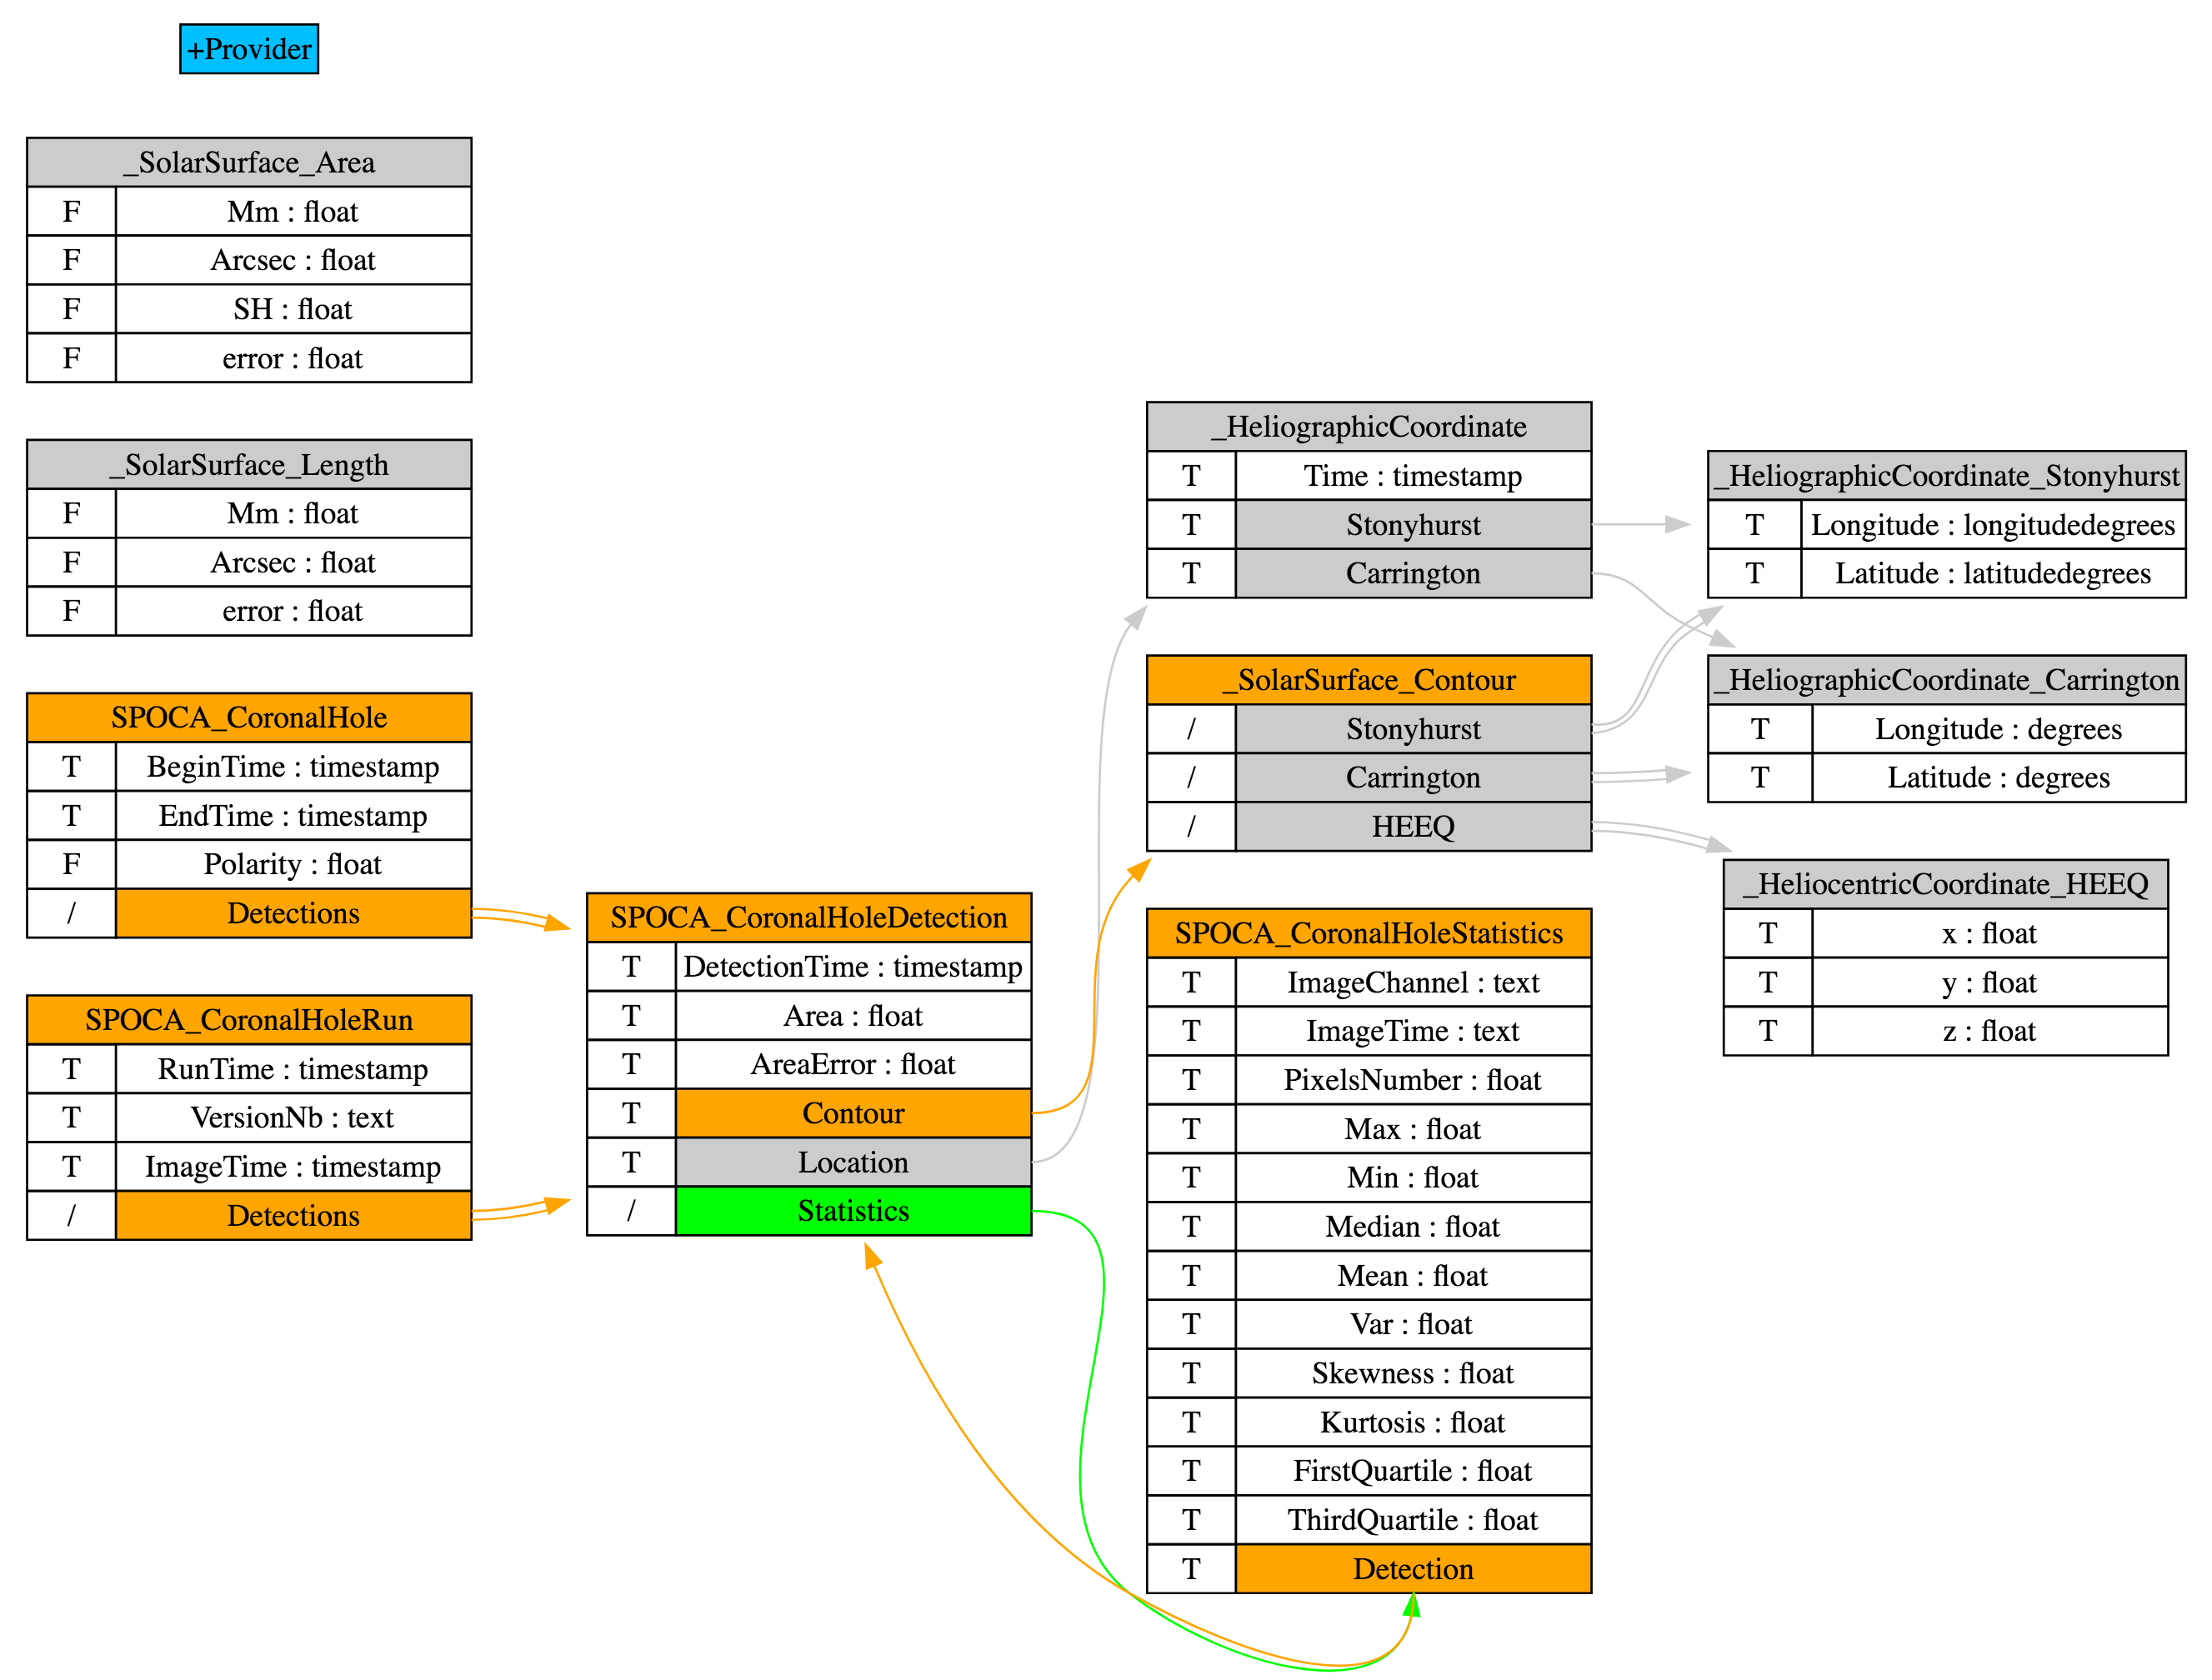 +Provider
_SolarSurface_Area
F Mm : float
F Arcsec : float
F SH : float
F error : float
_SolarSurface_Length
F Mm : float
F Arcsec : float
F error : float
SPOCA_CoronalHole
T BeginTime : timestamp
T EndTime : timestamp
F Polarity : float
/ Detections
SPOCA_CoronalHoleRun
T RunTime : timestamp
T VersionNb : text
T ImageTime : timestamp
/ Detections
SPOCA_CoronalHoleDetection
T DetectionTime : timestamp
T Area : float
T AreaError : float
T Contour
T Location
/ Statistics
_HeliographicCoordinate
T Time : timestamp
T Stonyhurst
T Carrington
_SolarSurface_Contour
/ Stonyhurst
/ Carrington
/ HEEQ
SPOCA_CoronalHoleStatistics
T ImageChannel : text
T ImageTime : text
T PixelsNumber : float
T Max : float
T Min : float
T Median : float
T Mean : float
T Var : float
T Skewness : float
T Kurtosis : float
T FirstQuartile : float
T ThirdQuartile : float
T Detection
_HeliographicCoordinate_Stonyhurst
T Longitude : longitudedegrees
T Latitude : latitudedegrees
_HeliographicCoordinate_Carrington
T Longitude : degrees
T Latitude : degrees
_HeliocentricCoordinate_HEEQ
T x : float
T y : float
T z : float